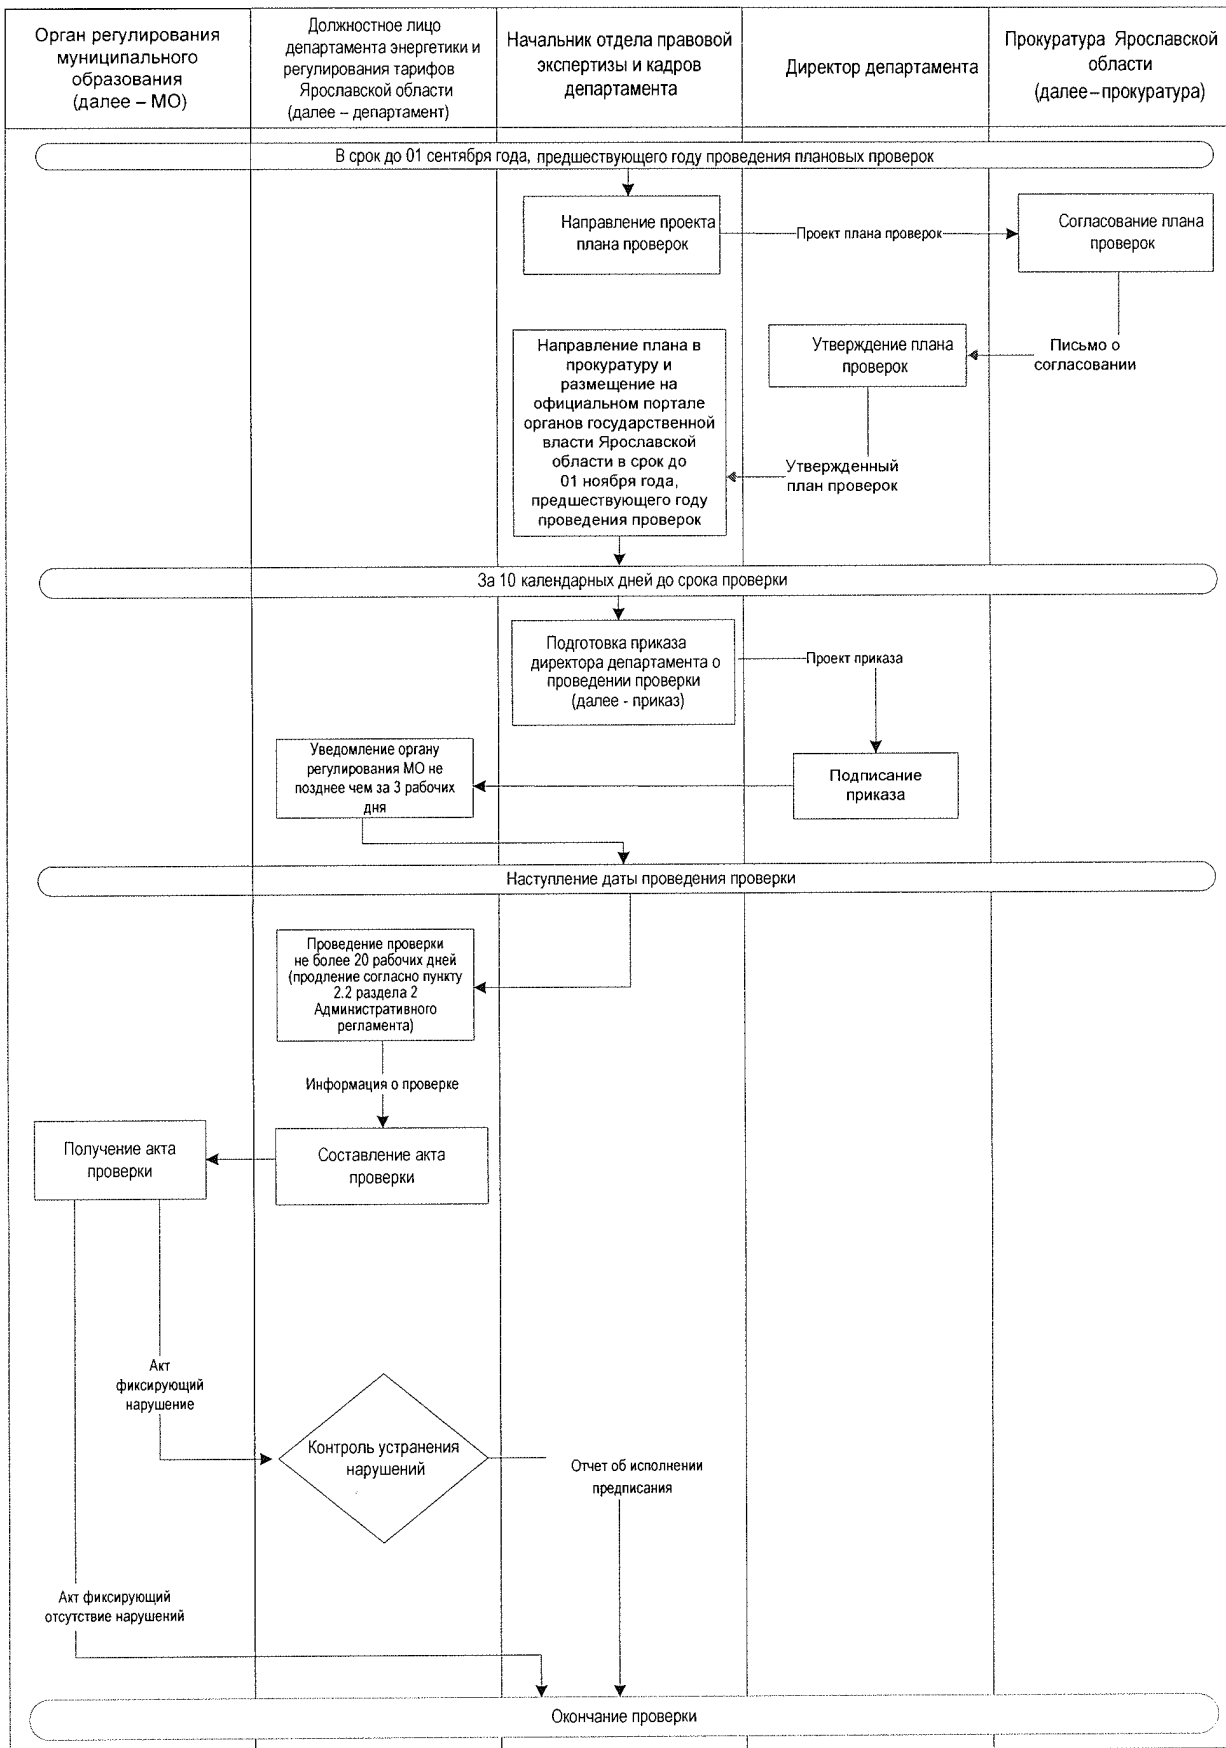 Орган регулирования
муниципального
образования
(далее – МО)
Должностное лицо
департамента энергетики и
регулирования тарифов
Ярославской области
(далее – департамент)
Начальник отдела правовой
экспертизы и кадров
департамента
Директор департамента
Прокуратура Ярославской
области
(далее–прокуратура)
В срок до 01 сентября года, предшествующего году проведения плановых проверок
Направление проекта
плана проверок
Проект плана проверок
Согласование плана
проверок
Письмо о
согласовании
Утверждение плана
проверок
Утвержденный
план проверок
Направление плана в
прокуратуру и
размещение на
официальном портале
органов государственной
власти Ярославской
области в срок до
01 ноября года,
предшествующего году
проведения проверок
За 10 календарных дней до срока проверки
Подготовка приказа
директора департамента о
проведении проверки
(далее - приказ)
Проект приказа
Подписание
приказа
Уведомление органу
регулирования МО не
позднее чем за 3 рабочих
дня
Наступление даты проведения проверки
Проведение проверки
не более 20 рабочих дней
(продление согласно пункту
2.2 раздела 2
Административного
регламента)
Информация о проверке
Составление акта
проверки
Получение акта
проверки
Акт
фиксирующий
нарушение
Контроль устранения
нарушений
Отчет об исполнении
предписания
Акт фиксирующий
отсутствие нарушений
Окончание проверки